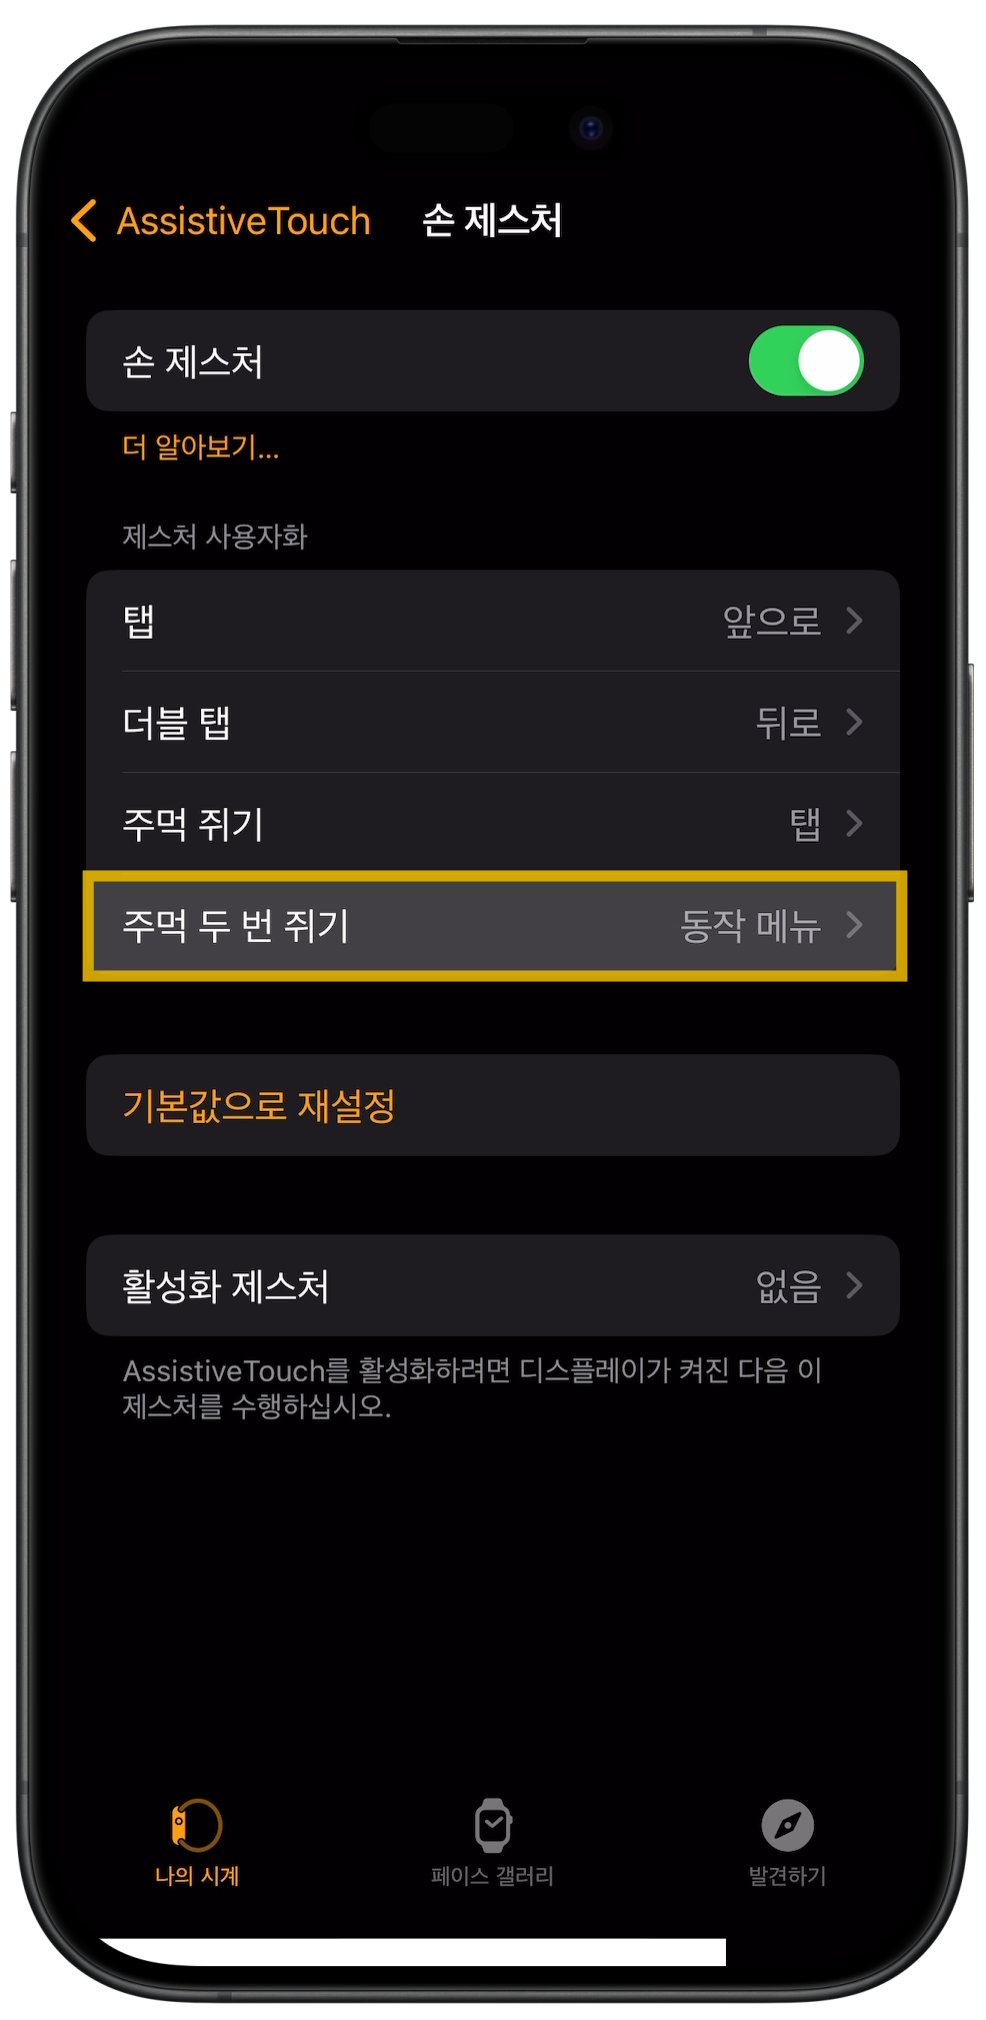 AssistiveTouch 손 제스처
손 제스처
더 알아보기...
제스처 사용자화
탭 앞으로
더블 탭 뒤로
주먹 쥐기 탭
주먹 두 번 쥐기 동작 메뉴
기본값으로 재설정
활성화 제스처 없음
AssistiveTouch를 활성화하려면 디스플레이가 켜진 다음 이
제스처를 수행하십시오.
나의 시계 페이스 갤러리 발견하기